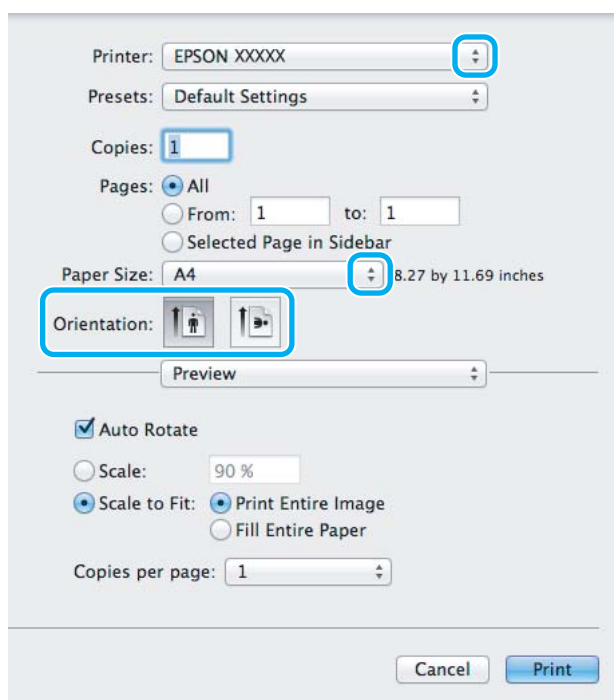 Printer: EPSON XXXXX
Presets: Default Settings
Copies: 1
Pages: All
From: 1 to: 1
Selected Page in Sidebar
Paper Size: A4 8.27 by 11.69 inches
Orientation:
Preview
Auto Rotate
Scale: 90 %
Scale to Fit: Print Entire Image
Fill Entire Paper
Copies per page: 1
Cancel Print